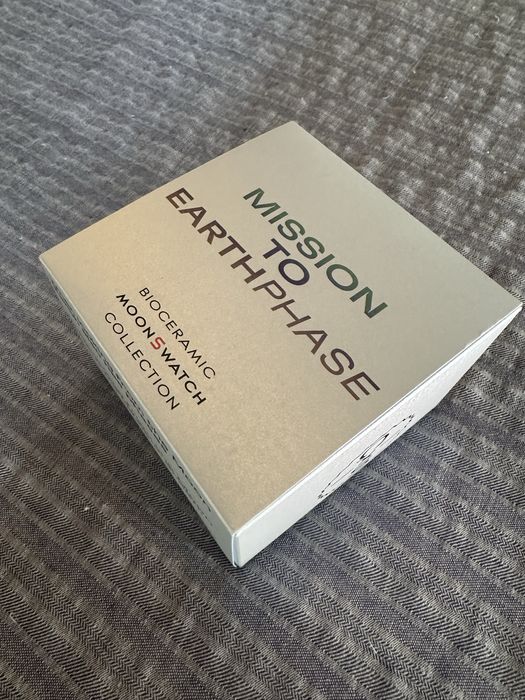 MISSION
TO
EARTHPHASE
BIOCERAMIC
MOONSWATCH
COLLECTION